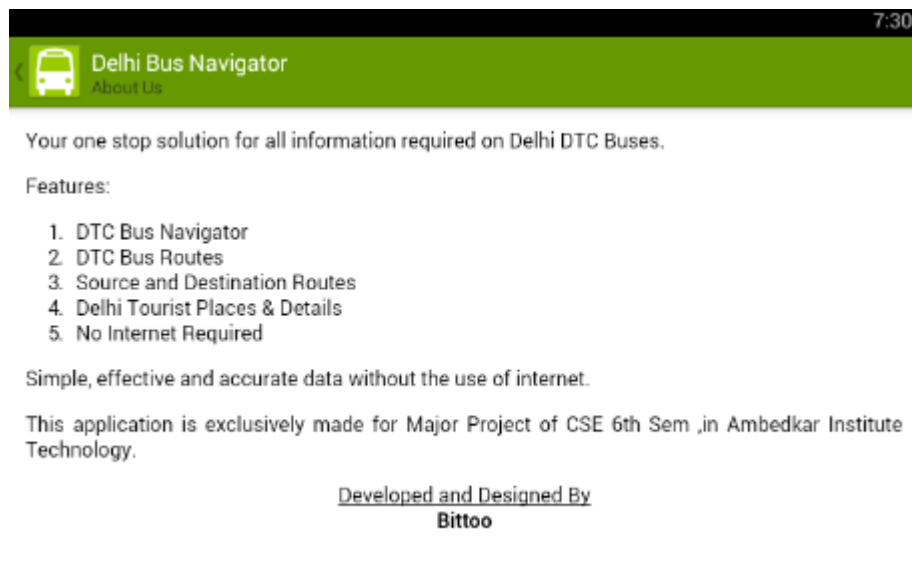 7:30
Delhi Bus Navigator
About Us
Your one stop solution for all information required on Delhi DTC Buses.
Features:
1. DTC Bus Navigator
2. DTC Bus Routes
3. Source and Destination Routes
4. Delhi Tourist Places & Details
5. No Internet Required
Simple, effective and accurate data without the use of internet.
This application is exclusively made for Major Project of CSE 6th Sem ,in Ambedkar Institute
Technology.
Developed and Designed By
Bittoo